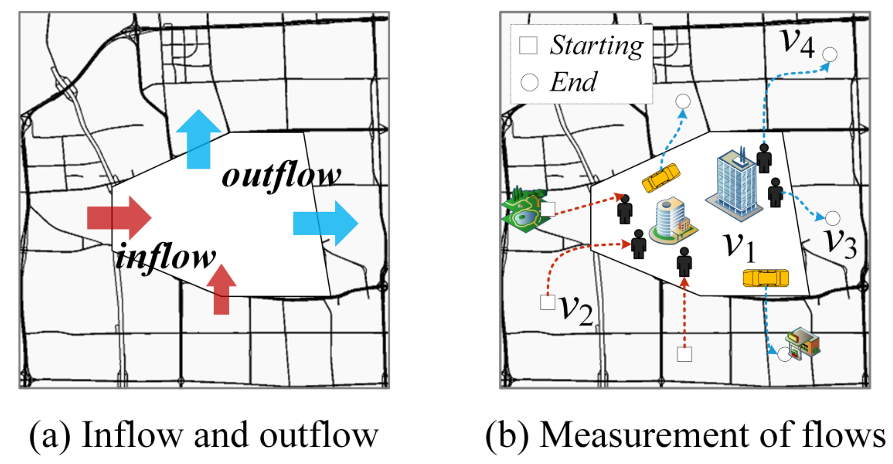 outflow
inflow
Starting
End
v4
v1
v3
v2
(a) Inflow and outflow
(b) Measurement of flows